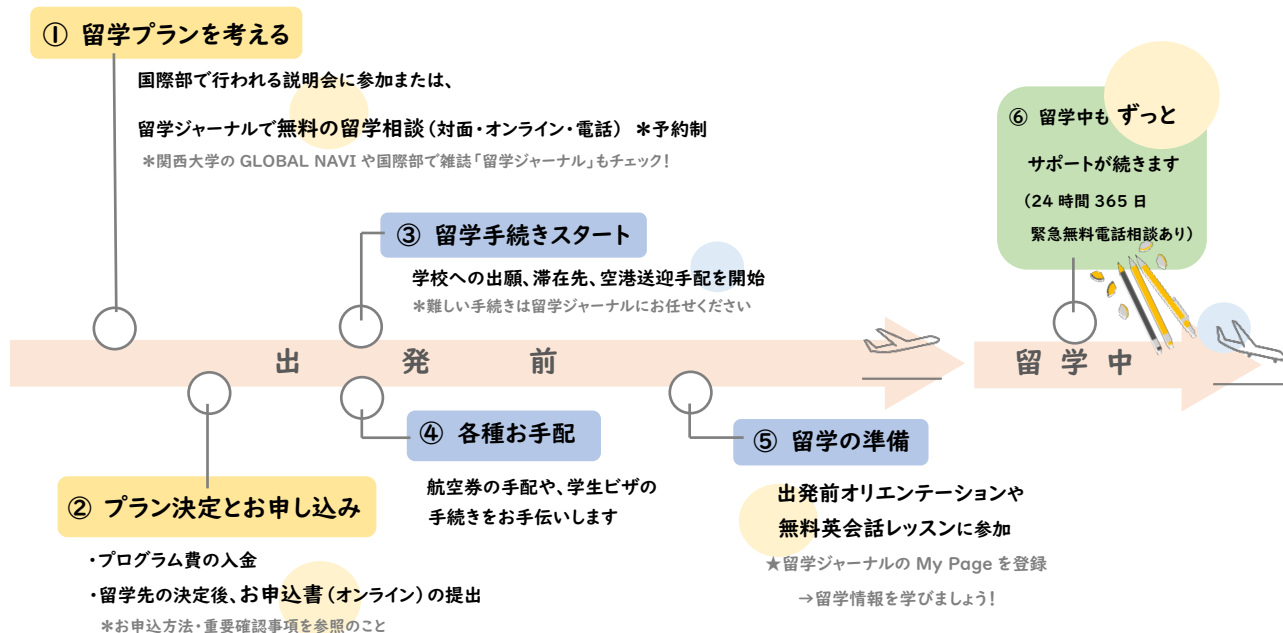 ① 留学プランを考える
国際部で行われる説明会に参加または、
留学ジャーナルで無料の留学相談（対面・オンライン・電話） ＊予約制
＊関西大学の GLOBAL NAVI や国際部で雑誌「留学ジャーナル」もチェック！
⑥ 留学中も ずっと
サポートが続きます
（24 時間 365 日
緊急無料電話相談あり）
③ 留学手続きスタート
学校への出願、滞在先、空港送迎手配を開始
＊難しい手続きは留学ジャーナルにお任せください
出 発 前
留 学 中
④ 各種お手配
航空券の手配や、学生ビザの
手続きをお手伝いします
⑤ 留学の準備
出発前オリエンテーションや
無料英会話レッスンに参加
★留学ジャーナルの My Page を登録
→留学情報を学びましょう！
② プラン決定とお申し込み
・プログラム費の入金
・留学先の決定後、お申込書（オンライン）の提出
＊お申込方法・重要確認事項を参照のこと